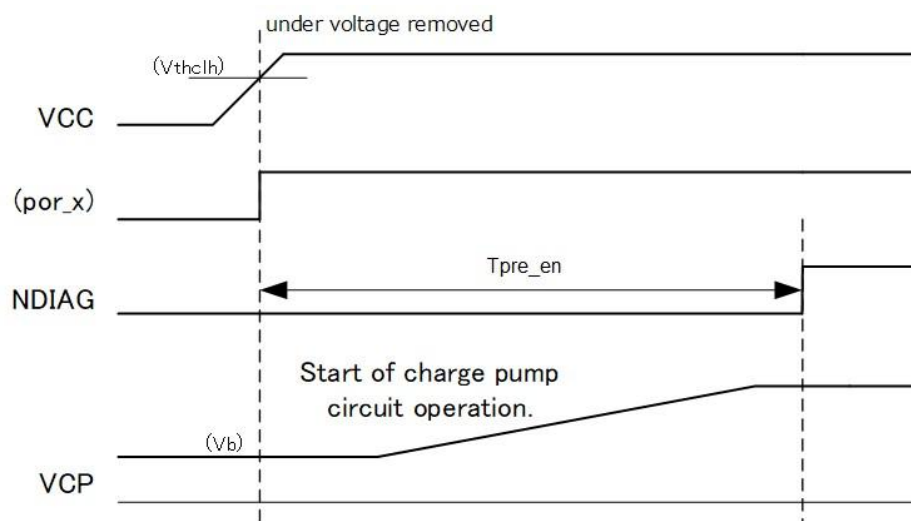 under voltage removed
(Vthclh)
VCC
(por_x)
Tpre_en
NDIAG
Start of charge pump
circuit operation.
(Vb)
VCP